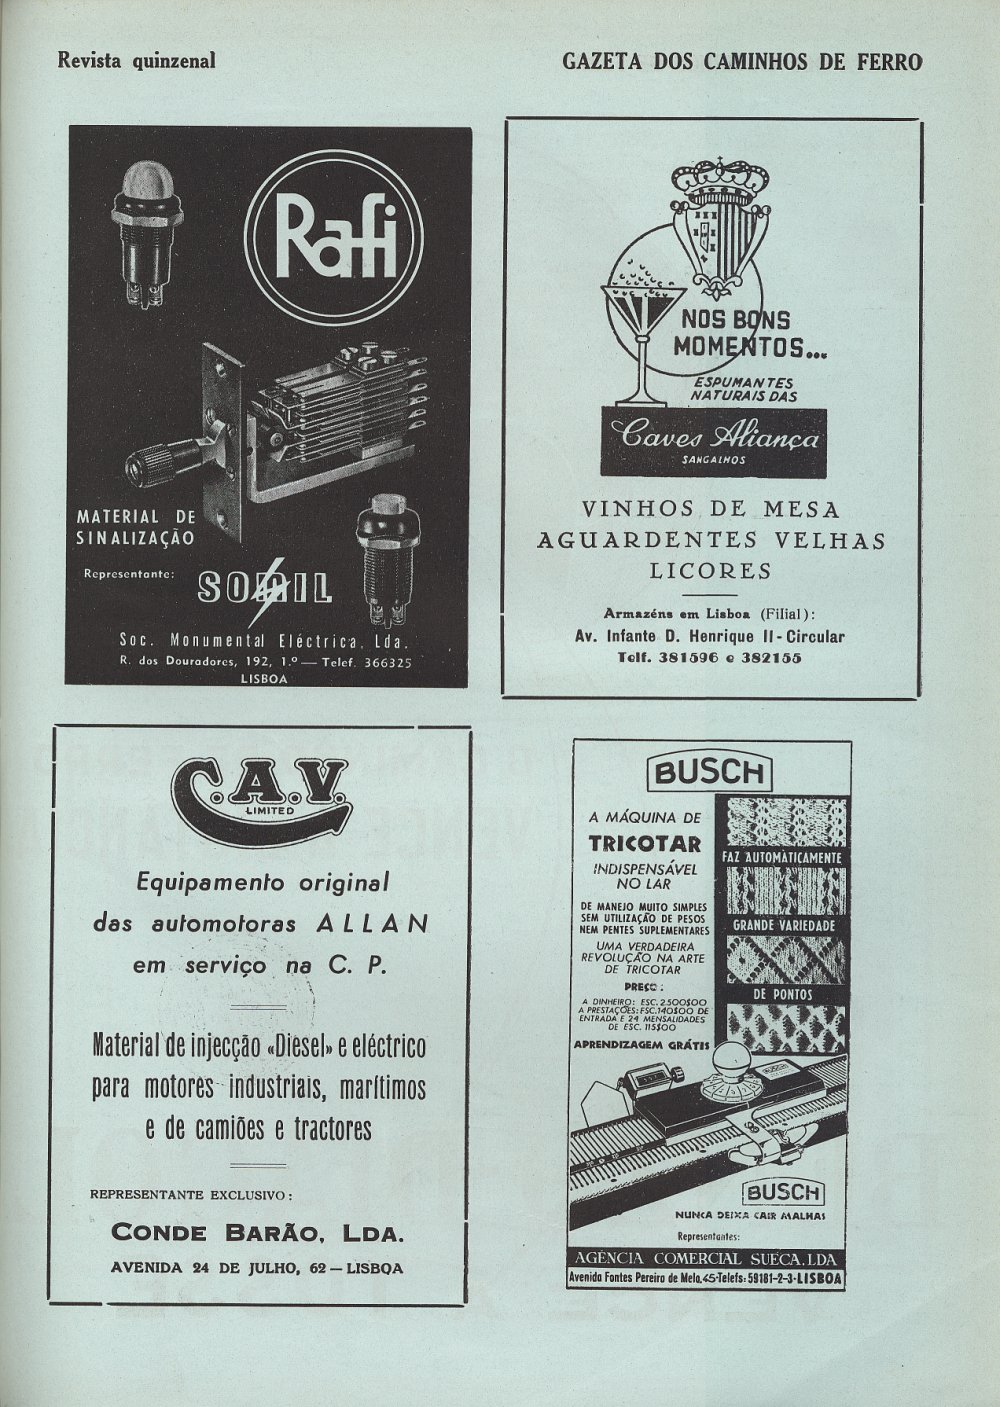 Revista quinzenal
GAZETA DOS CAMINHOS DE FERRO
Rafi
MATERIAL DE
SINALIZAÇÃO
Representante:
SOMIL
Soc. Monumental Eléctrica, Lda.
R. dos Douradores, 192, 1.º — Telef. 366325
LISBOA
NOS BONS
MOMENTOS...
ESPUMANTES
NATURAIS DAS
Caves Aliança
SANGALHOS
VINHOS DE MESA
AGUARDENTES VELHAS
LICORES
Armazéns em Lisboa (Filial):
Av. Infante D. Henrique II - Circular
Telf. 381596 e 382155
C.A.V.
LIMITED
Equipamento original
das automotoras ALLAN
em serviço na C. P.
Material de injecção «Diesel» e eléctrico
para motores industriais, marítimos
e de camiões e tractores
REPRESENTANTE EXCLUSIVO:
CONDE BARÃO, LDA.
AVENIDA 24 DE JULHO, 62 — LISBOA
BUSCH
A MÁQUINA DE
TRICOTAR
INDISPENSÁVEL
NO LAR
DE MANEJO MUITO SIMPLES
SEM UTILIZAÇÃO DE PESOS
NEM PENTES SUPLEMENTARES
UMA VERDADEIRA
REVOLUÇÃO NA ARTE
DE TRICOTAR
PREÇO:
A DINHEIRO: ESC. 2.500$00
A PRESTAÇÕES: ESC. 140$00 DE
ENTRADA E 24 MENSALIDADES
DE ESC. 115$00
APRENDIZAGEM GRÁTIS
FAZ AUTOMÀTICAMENTE
GRANDE VARIEDADE
DE PONTOS
BUSCH
BUSCH
NUNCA DEIXA CAIR MALHAS
Representantes:
AGÊNCIA COMERCIAL SUECA, LDA
Avenida Fontes Pereira de Melo, 45-Telefs: 59181-2-3-LISBOA